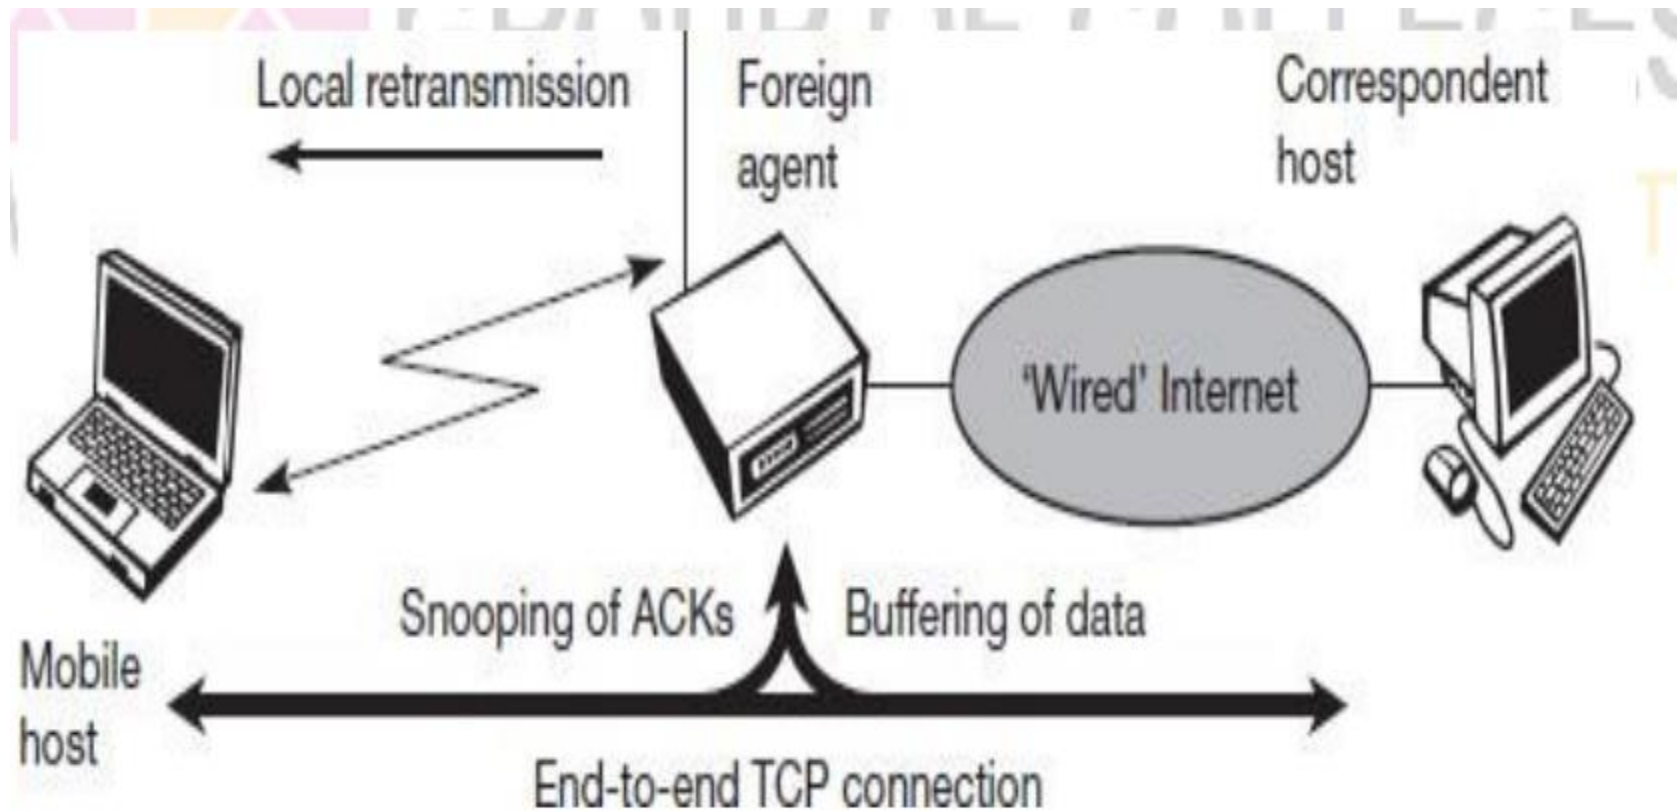 Local retransmission
Foreign
agent
Correspondent
host
'Wired' Internet
Snooping of ACKs
Buffering of data
Mobile
host
End-to-end TCP connection